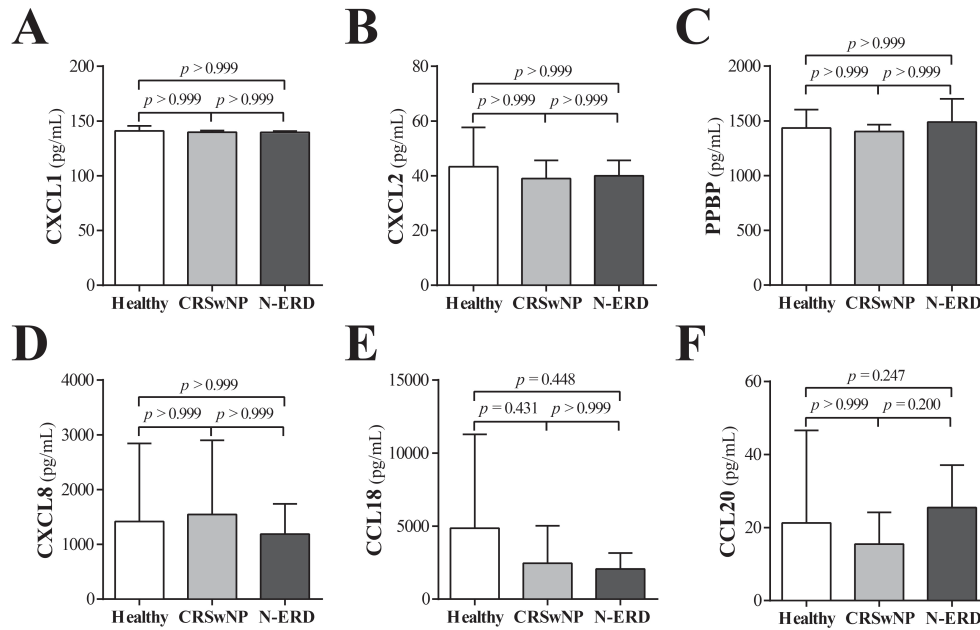 A
CXCL1 (pg/mL)
200
150
100
50
0
p > 0.999
p > 0.999 p > 0.999
Healthy CRSwNP N-ERD
B
CXCL2 (pg/mL)
80
60
40
20
0
p > 0.999
p > 0.999 p > 0.999
Healthy CRSwNP N-ERD
C
PPBP (pg/mL)
2000
1500
1000
500
0
p > 0.999
p > 0.999 p > 0.999
Healthy CRSwNP N-ERD
D
CXCL8 (pg/mL)
4000
3000
2000
1000
0
p > 0.999
p > 0.999 p > 0.999
Healthy CRSwNP N-ERD
E
CCL18 (pg/mL)
15000
10000
5000
0
p = 0.448
p = 0.431 p > 0.999
Healthy CRSwNP N-ERD
F
CCL20 (pg/mL)
60
40
20
0
p = 0.247
p > 0.999 p = 0.200
Healthy CRSwNP N-ERD